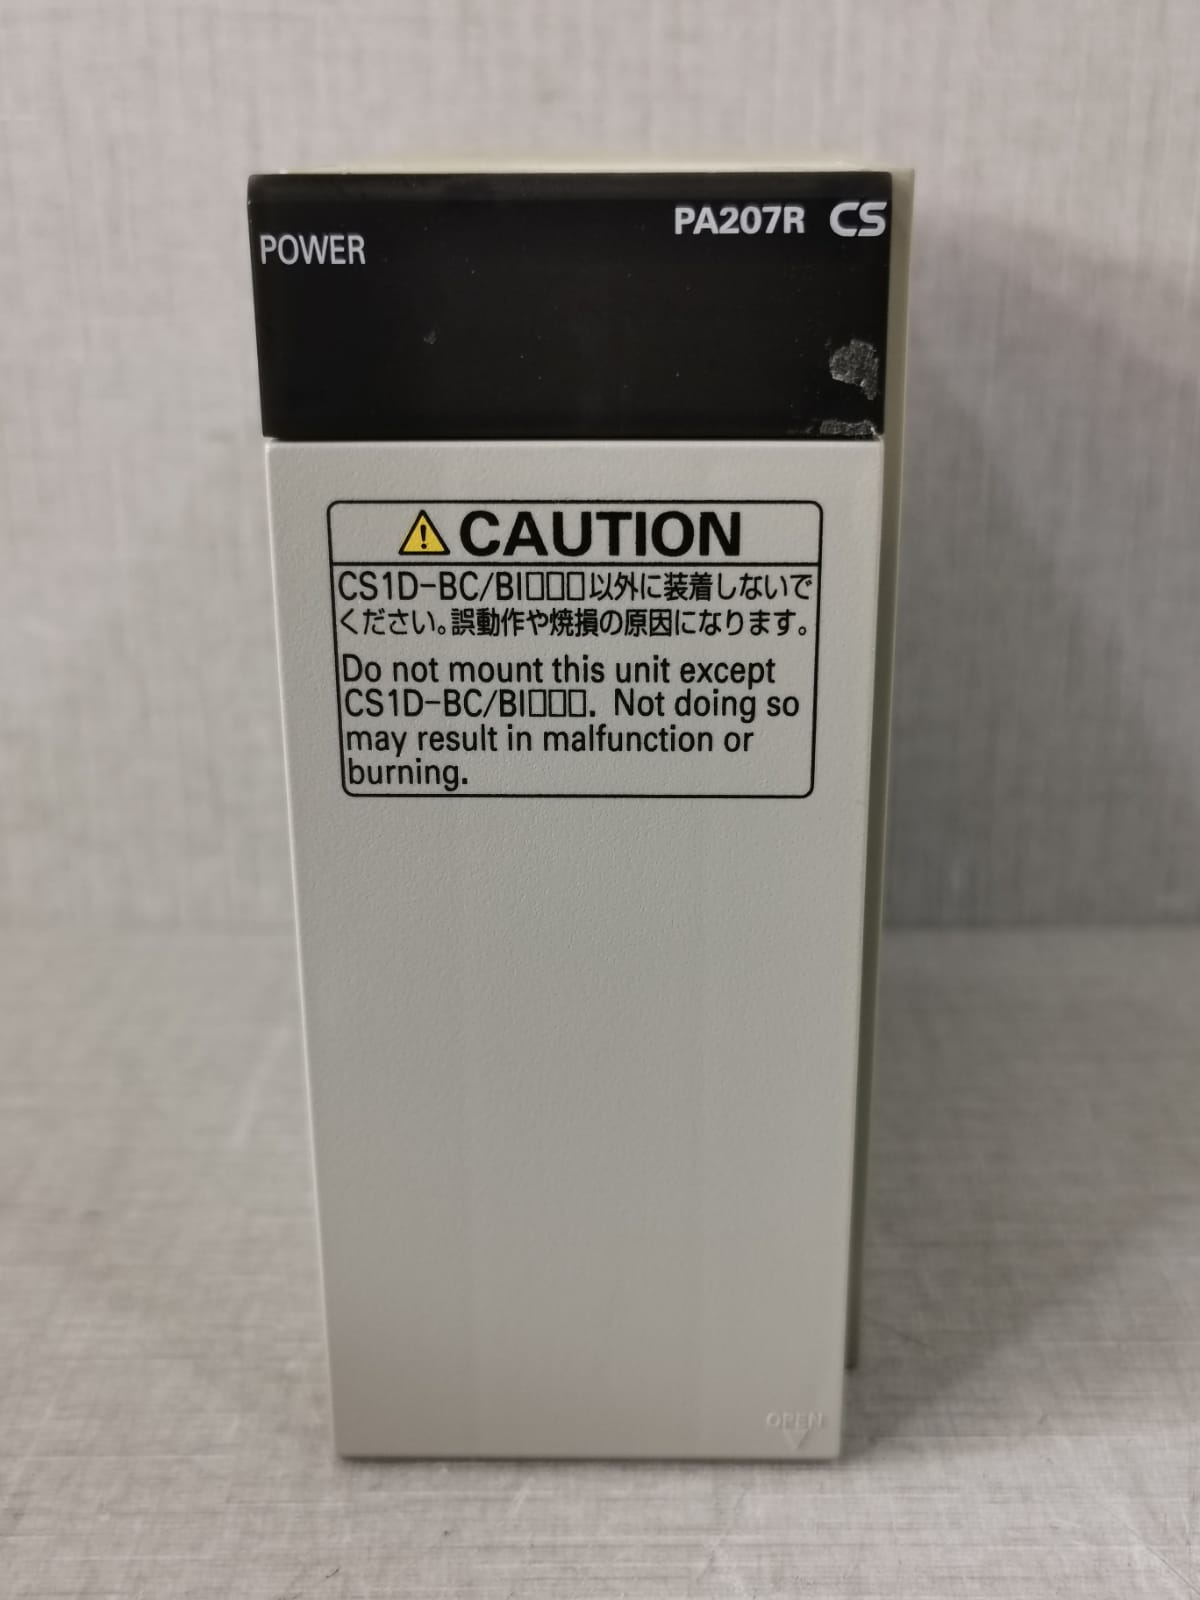 PA207R CS
POWER
CAUTION
CS1D-BC/BI□□□以外に装着しないで
ください。誤動作や焼損の原因になります。
Do not mount this unit except
CS1D-BC/BI□□□. Not doing so
may result in malfunction or
burning.
OPEN